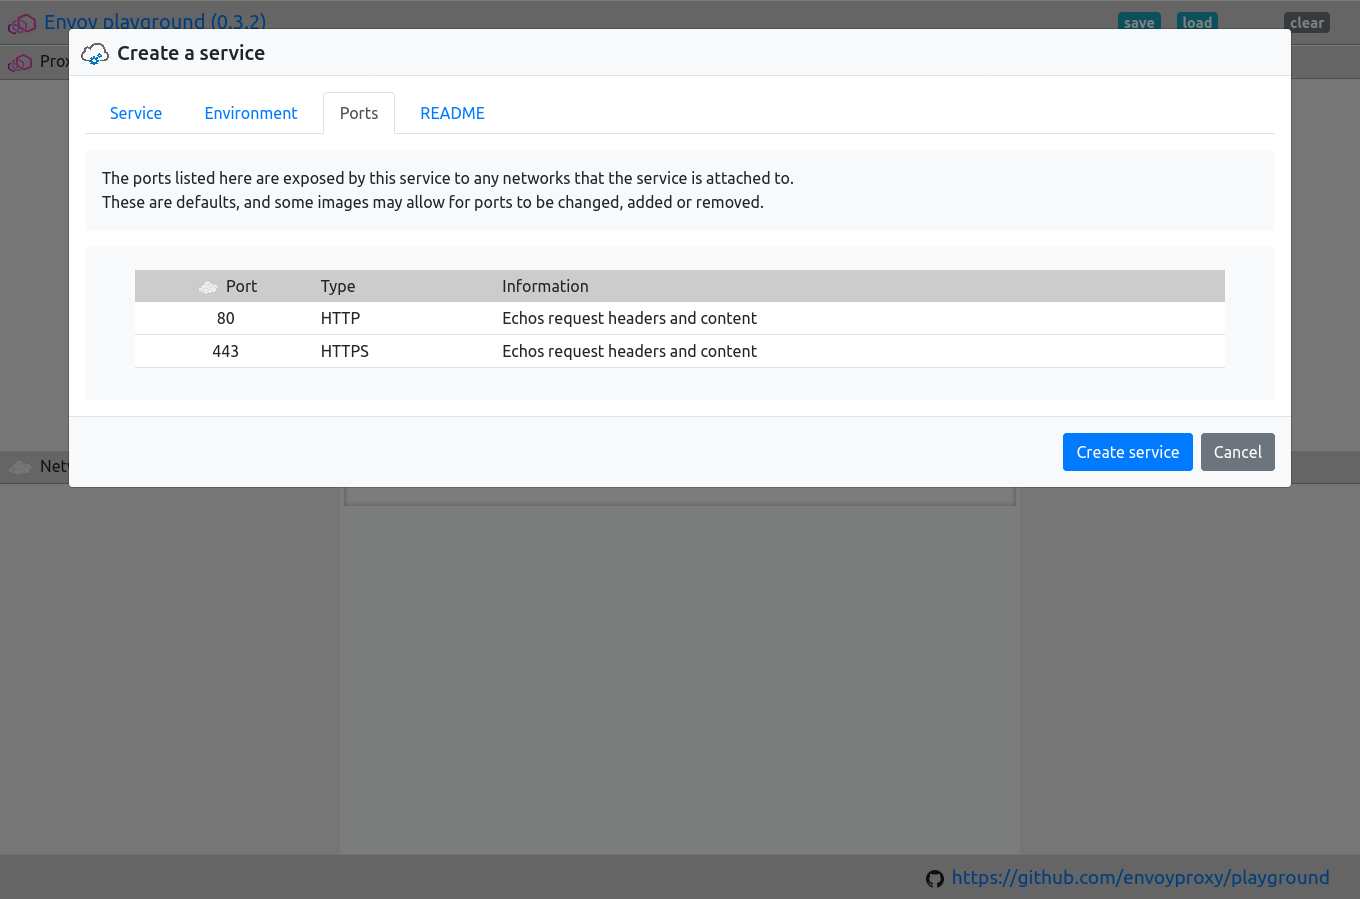 Envoy playground (0.3.2)
save load clear
Create a service
Service Environment Ports README
The ports listed here are exposed by this service to any networks that the service is attached to.
These are defaults, and some images may allow for ports to be changed, added or removed.
Port Type Information
80 HTTP Echos request headers and content
443 HTTPS Echos request headers and content
Create service Cancel
https://github.com/envoyproxy/playground